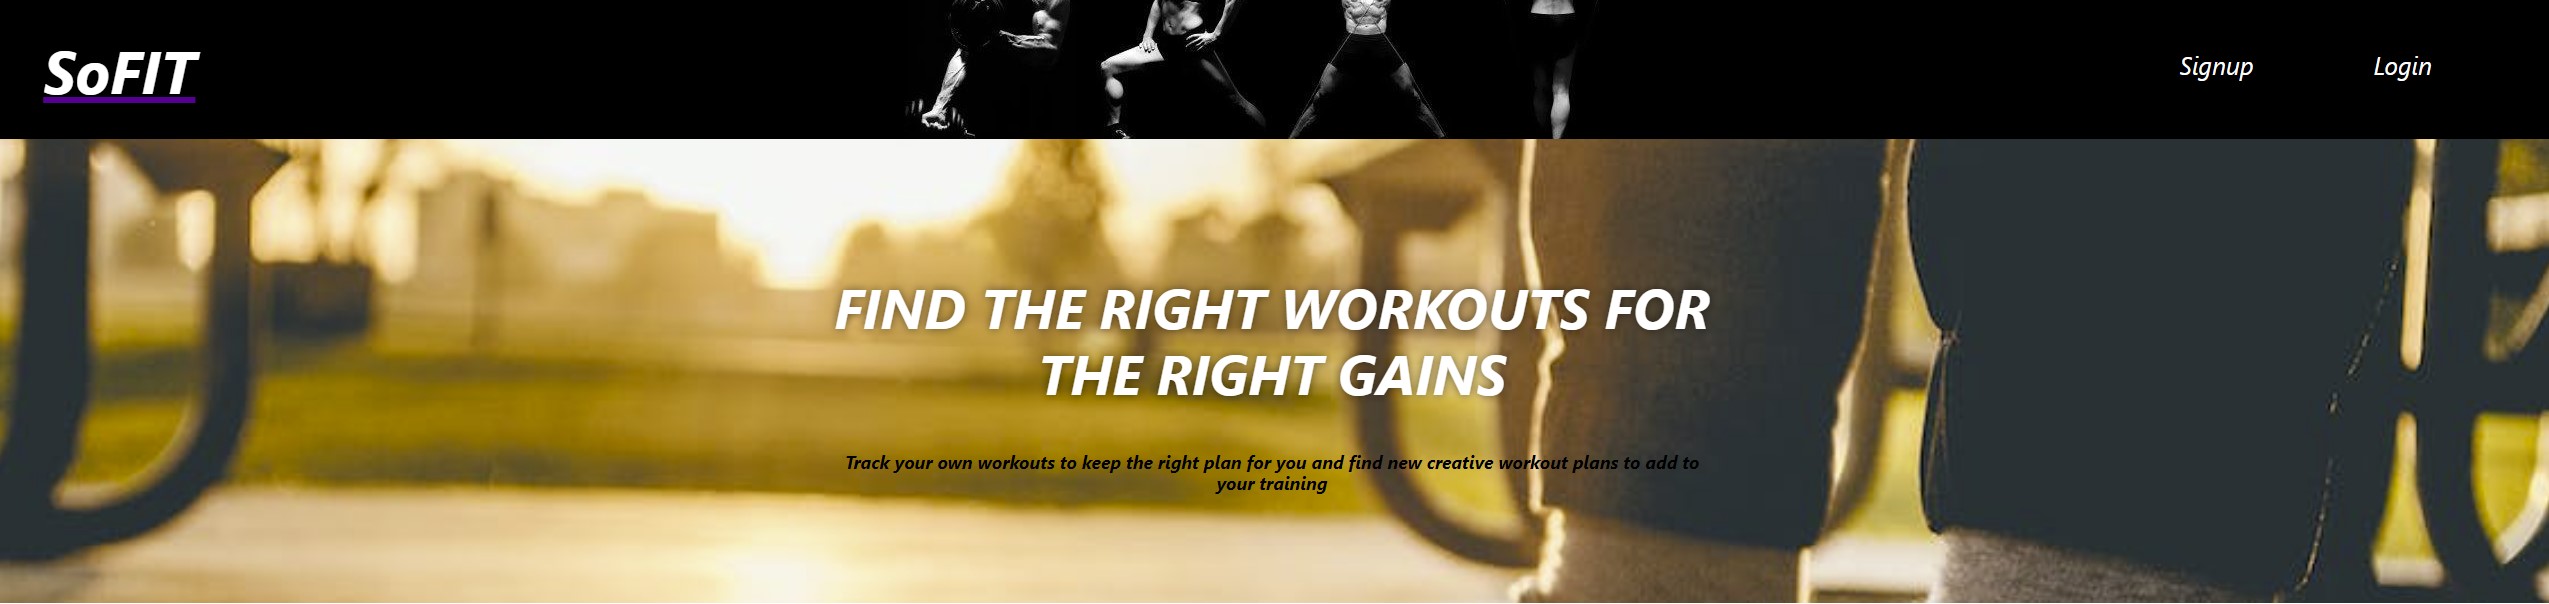 SoFIT
Signup
Login
FIND THE RIGHT WORKOUTS FOR
THE RIGHT GAINS
Track your own workouts to keep the right plan for you and find new creative workout plans to add to
your training